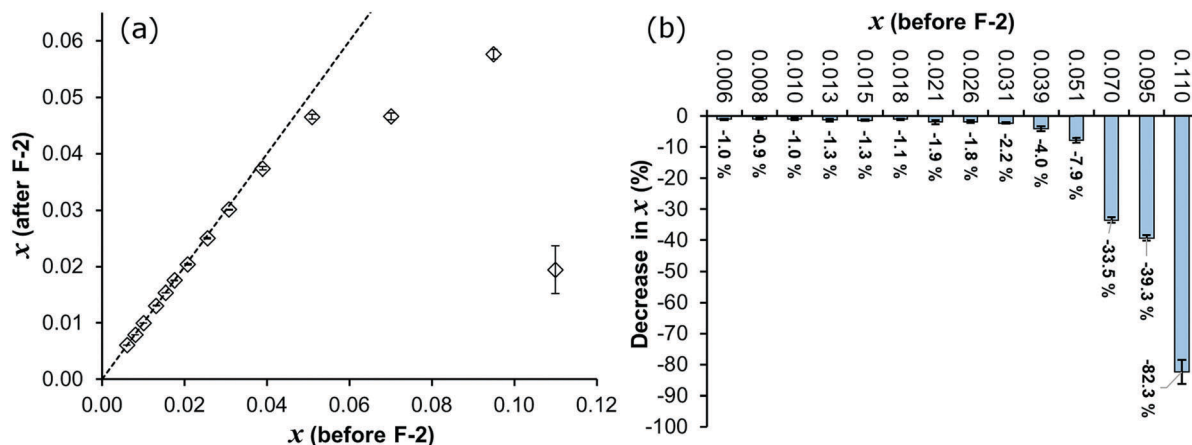 (a)
x (after F-2)
0.06
0.05
0.04
0.03
0.02
0.01
0.00
0.00 0.02 0.04 0.06 0.08 0.10 0.12
x (before F-2)
(b)
x (before F-2)
0.006 0.008 0.010 0.013 0.015 0.018 0.021 0.026 0.031 0.039 0.051 0.070 0.095 0.110
Decrease in x (%)
0
-10
-20
-30
-40
-50
-60
-70
-80
-90
-100
-1.0 % -0.9 % -1.0 % -1.3 % -1.3 % -1.1 % -1.9 % -1.8 % -2.2 % -4.0 % -7.9 % -33.5 % -39.3 % -82.3 %